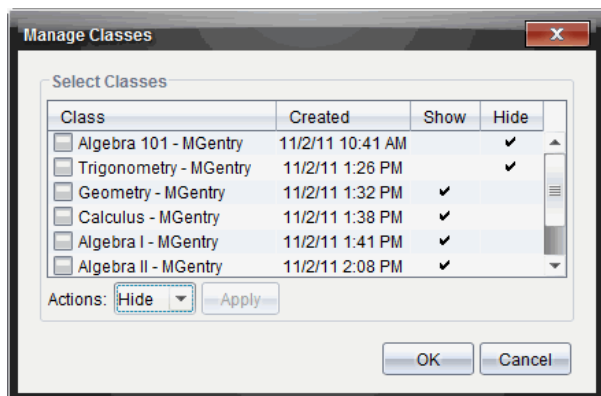 Manage Classes
Select Classes
Class Created Show Hide
Algebra 101 - MGentry 11/2/11 10:41 AM ✔
Trigonometry - MGentry 11/2/11 1:26 PM ✔
Geometry - MGentry 11/2/11 1:32 PM ✔
Calculus - MGentry 11/2/11 1:38 PM ✔
Algebra I - MGentry 11/2/11 1:41 PM ✔
Algebra II - MGentry 11/2/11 2:08 PM ✔
Actions: Hide Apply
OK Cancel